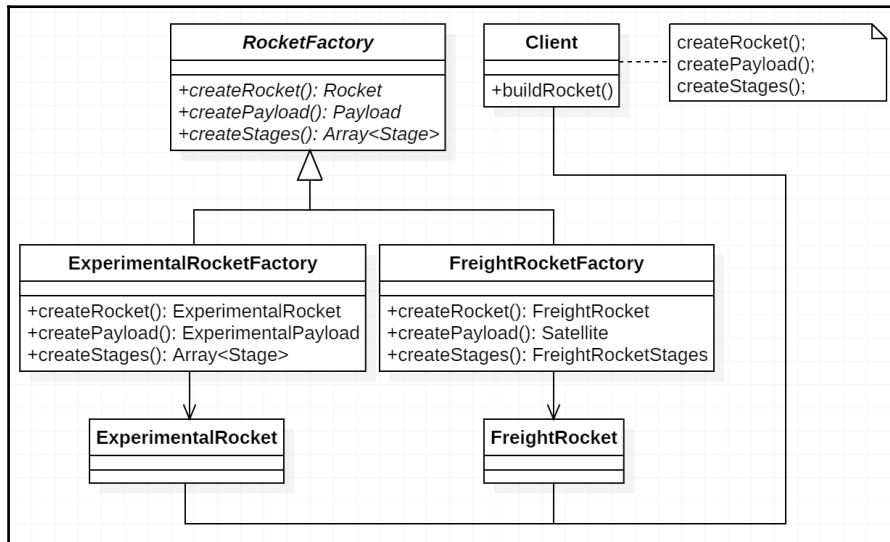 RocketFactory
+createRocket(): Rocket
+createPayload(): Payload
+createStages(): Array<Stage>
Client
+buildRocket()
createRocket();
createPayload();
createStages();
ExperimentalRocketFactory
+createRocket(): ExperimentalRocket
+createPayload(): ExperimentalPayload
+createStages(): Array<Stage>
FreightRocketFactory
+createRocket(): FreightRocket
+createPayload(): Satellite
+createStages(): FreightRocketStages
ExperimentalRocket
FreightRocket